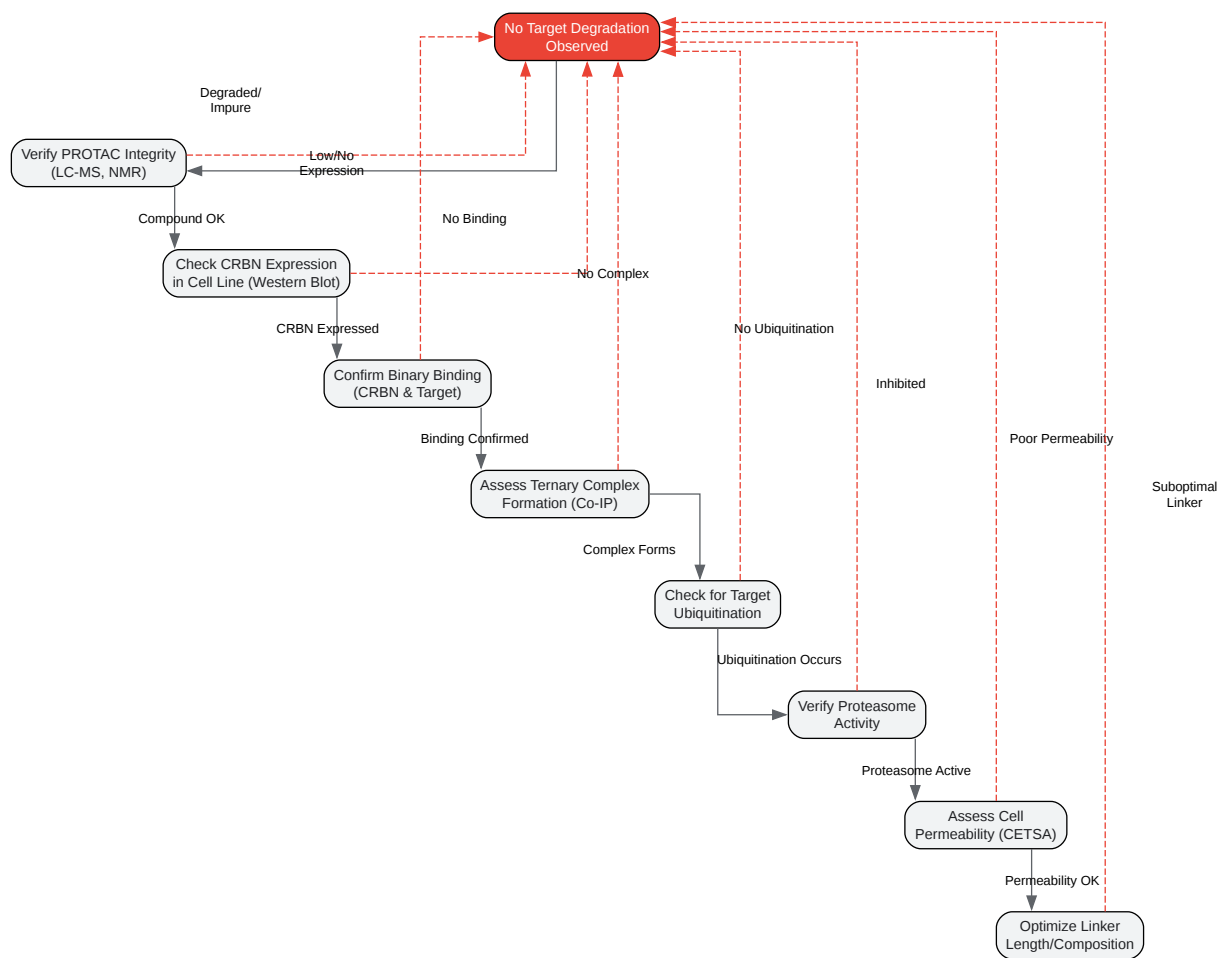 No Target Degradation
Observed
Degraded/
Impure
Verify PROTAC Integrity
(LC-MS, NMR)
Low/No
Expression
Compound OK
No Binding
Check CRBN Expression
in Cell Line (Western Blot)
No Complex
CRBN Expressed
No Ubiquitination
Confirm Binary Binding
(CRBN & Target)
Inhibited
Binding Confirmed
Poor Permeability
Assess Ternary Complex
Formation (Co-IP)
Suboptimal
Linker
Complex Forms
Check for Target
Ubiquitination
Ubiquitination Occurs
Verify Proteasome
Activity
Proteasome Active
Assess Cell
Permeability (CETSA)
Permeability OK
Optimize Linker
Length/Composition